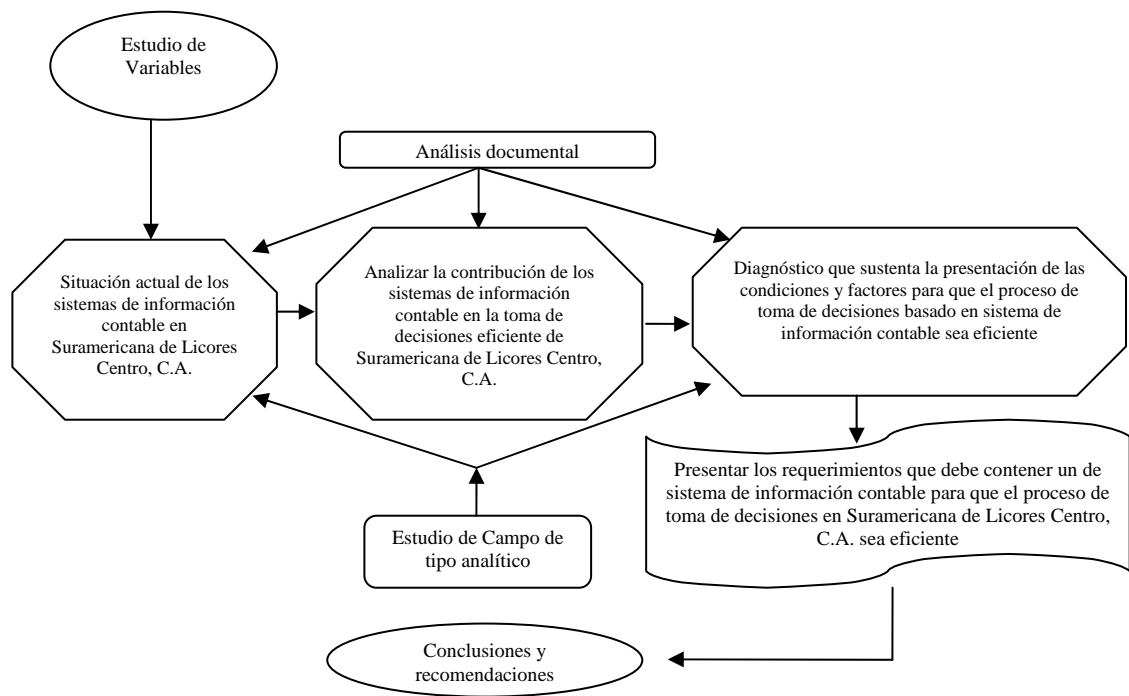 Estudio de
Variables
Análisis documental
Situación actual de los
sistemas de información
contable en
Suramericana de Licores
Centro, C.A.
Analizar la contribución de los
sistemas de información
contable en la toma de
decisiones eficiente de
Suramericana de Licores Centro,
C.A.
Diagnóstico que sustenta la presentación de las
condiciones y factores para que el proceso de
toma de decisiones basado en sistema de
información contable sea eficiente
Presentar los requerimientos que debe contener un de
sistema de información contable para que el proceso de
toma de decisiones en Suramericana de Licores Centro,
C.A. sea eficiente
Estudio de Campo de
tipo analítico
Conclusiones y
recomendaciones